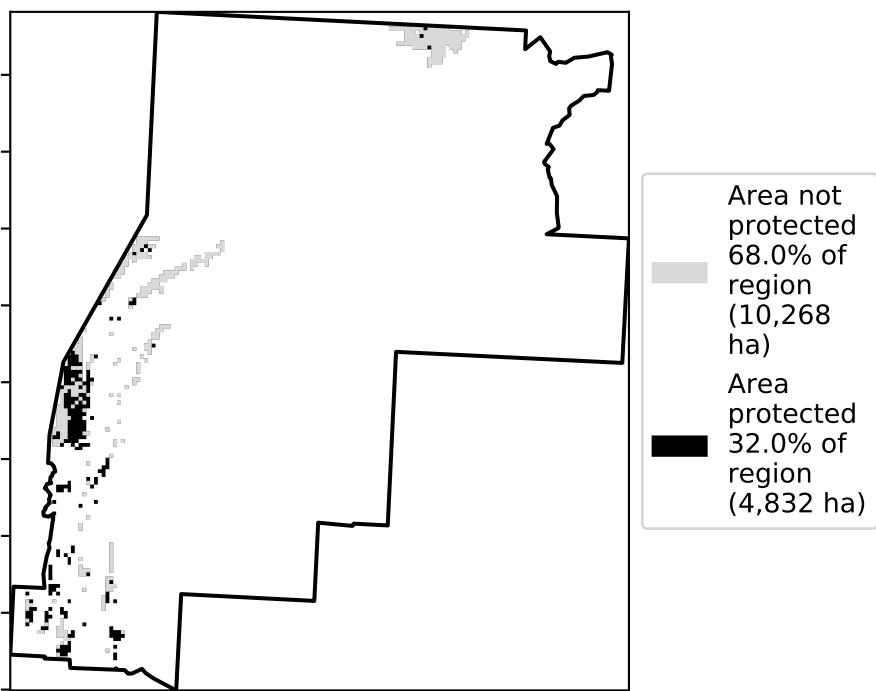 Area not
protected
68.0% of
region
(10,268
ha)
Area
protected
32.0% of
region
(4,832 ha)